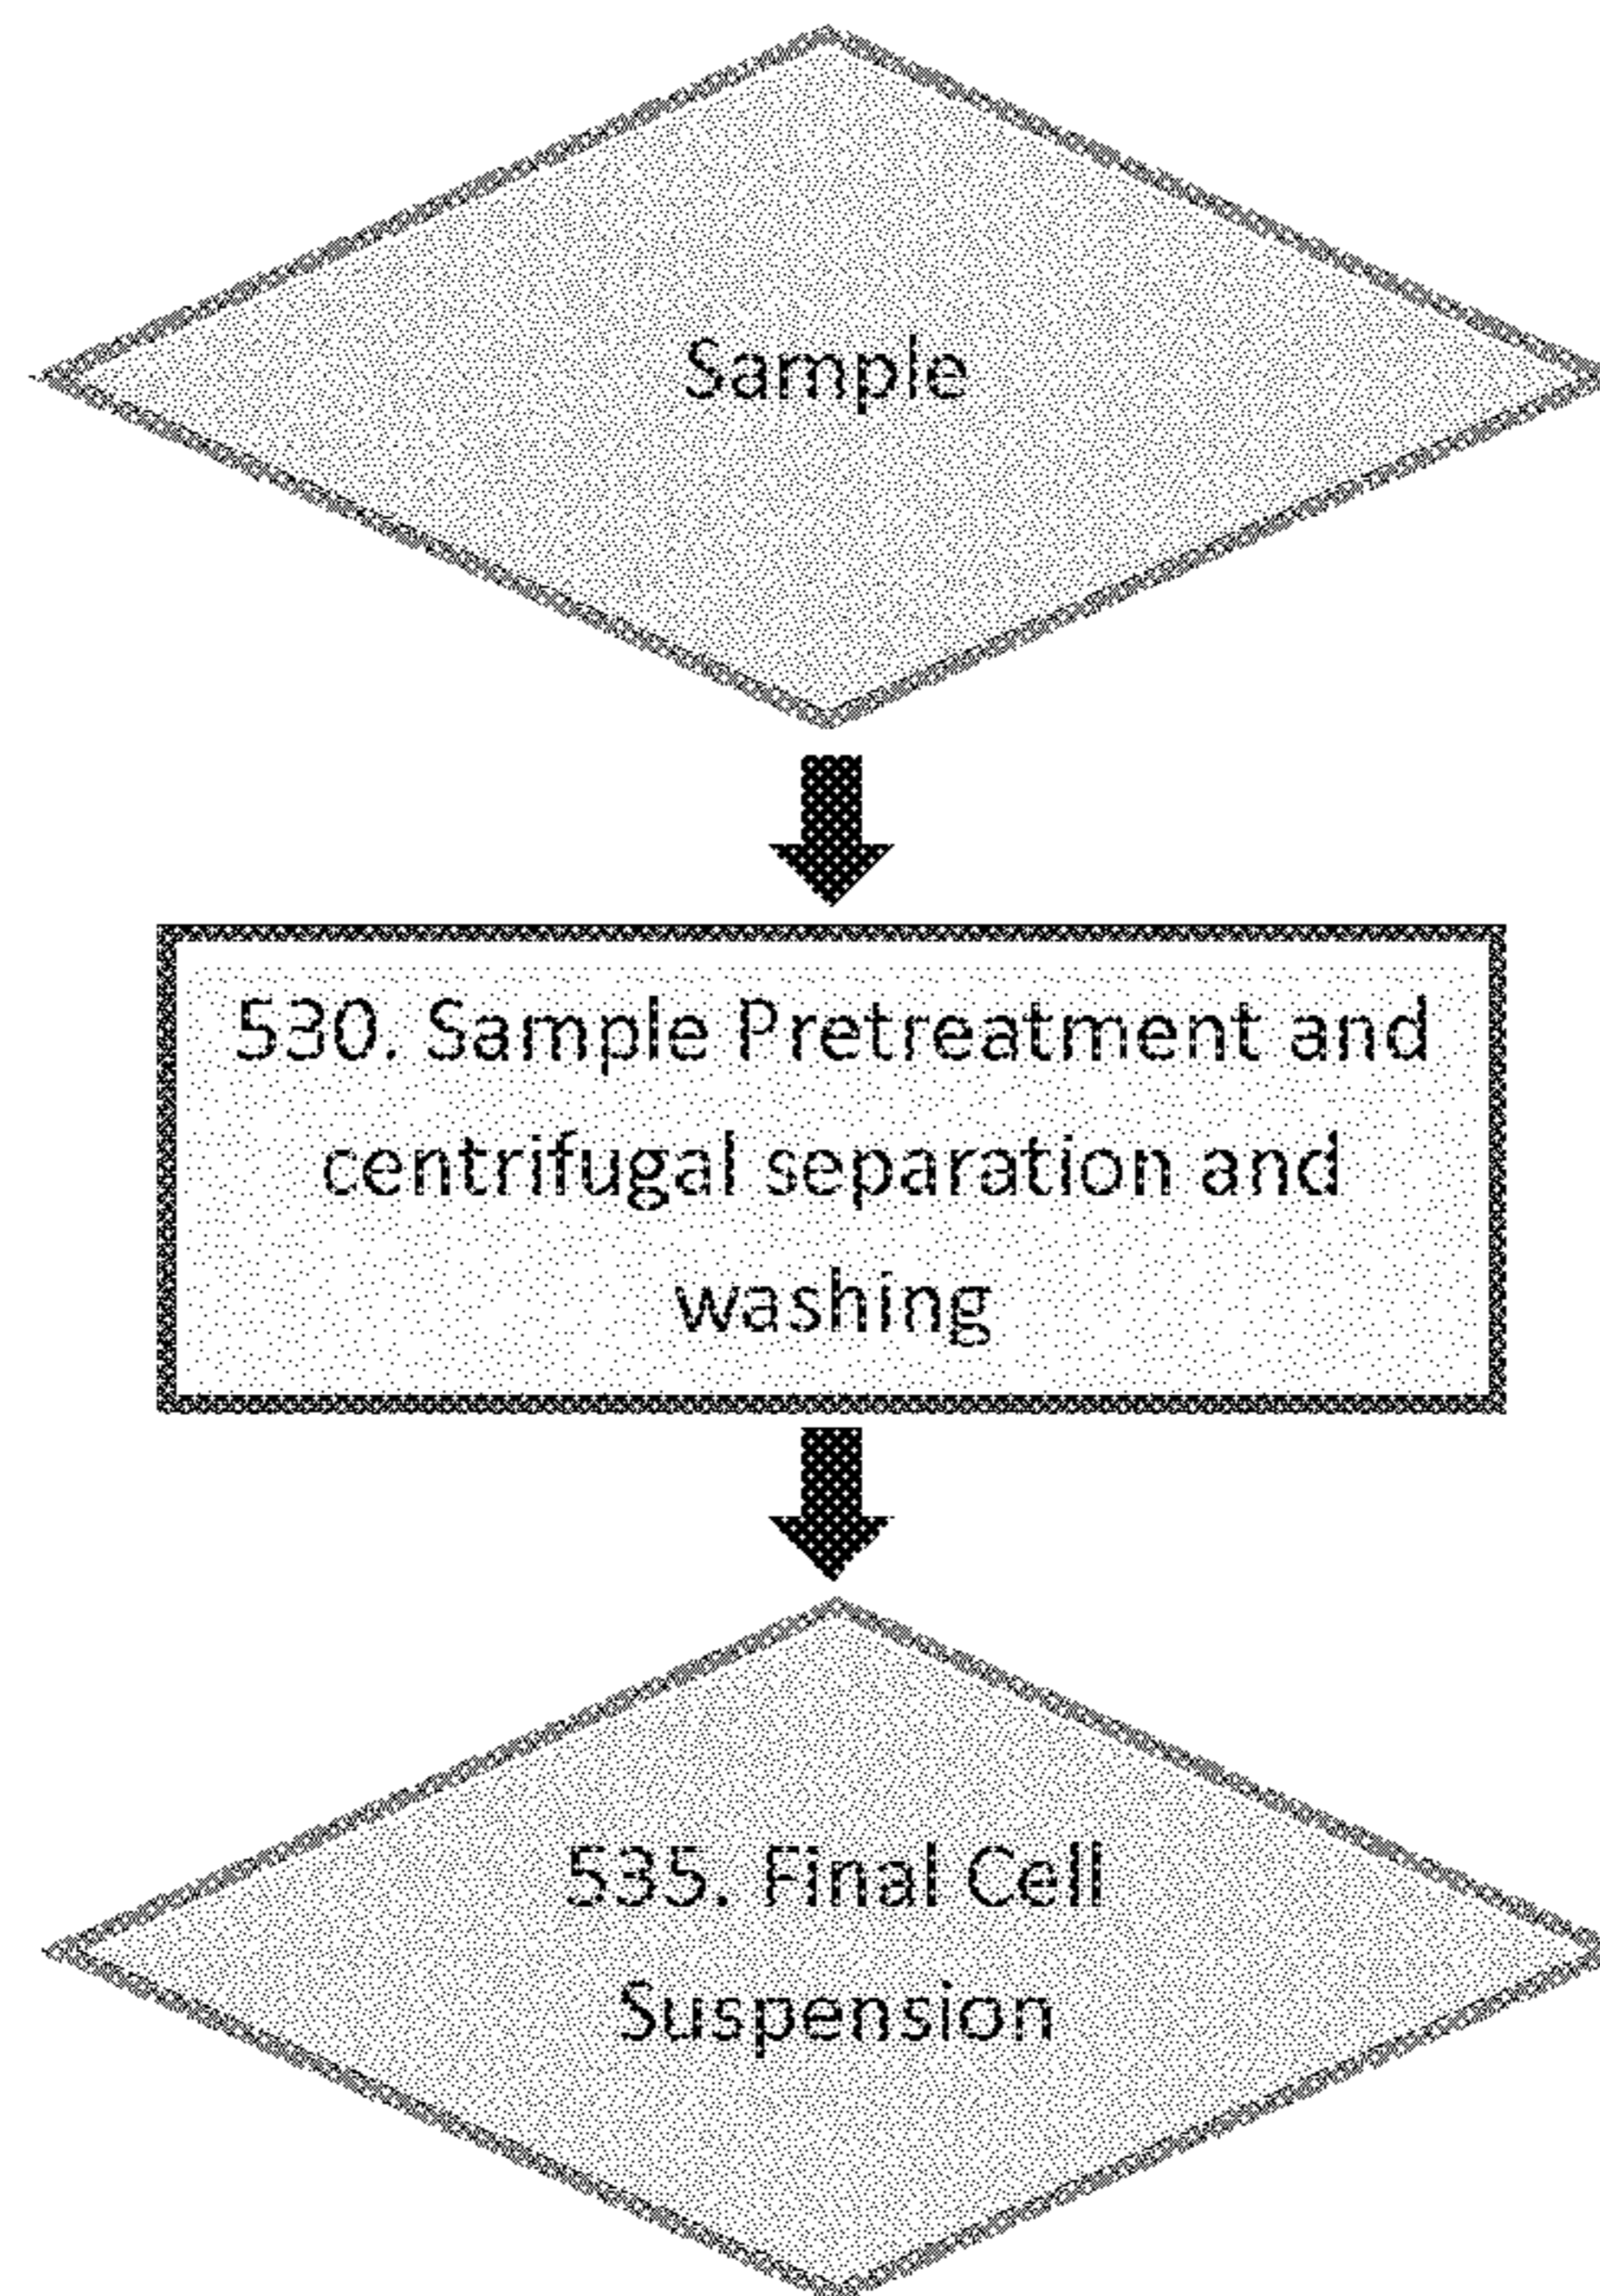 Sample
530. Sample Pretreatment and
centrifugal separation and
washing
535. Final Cell
Suspension